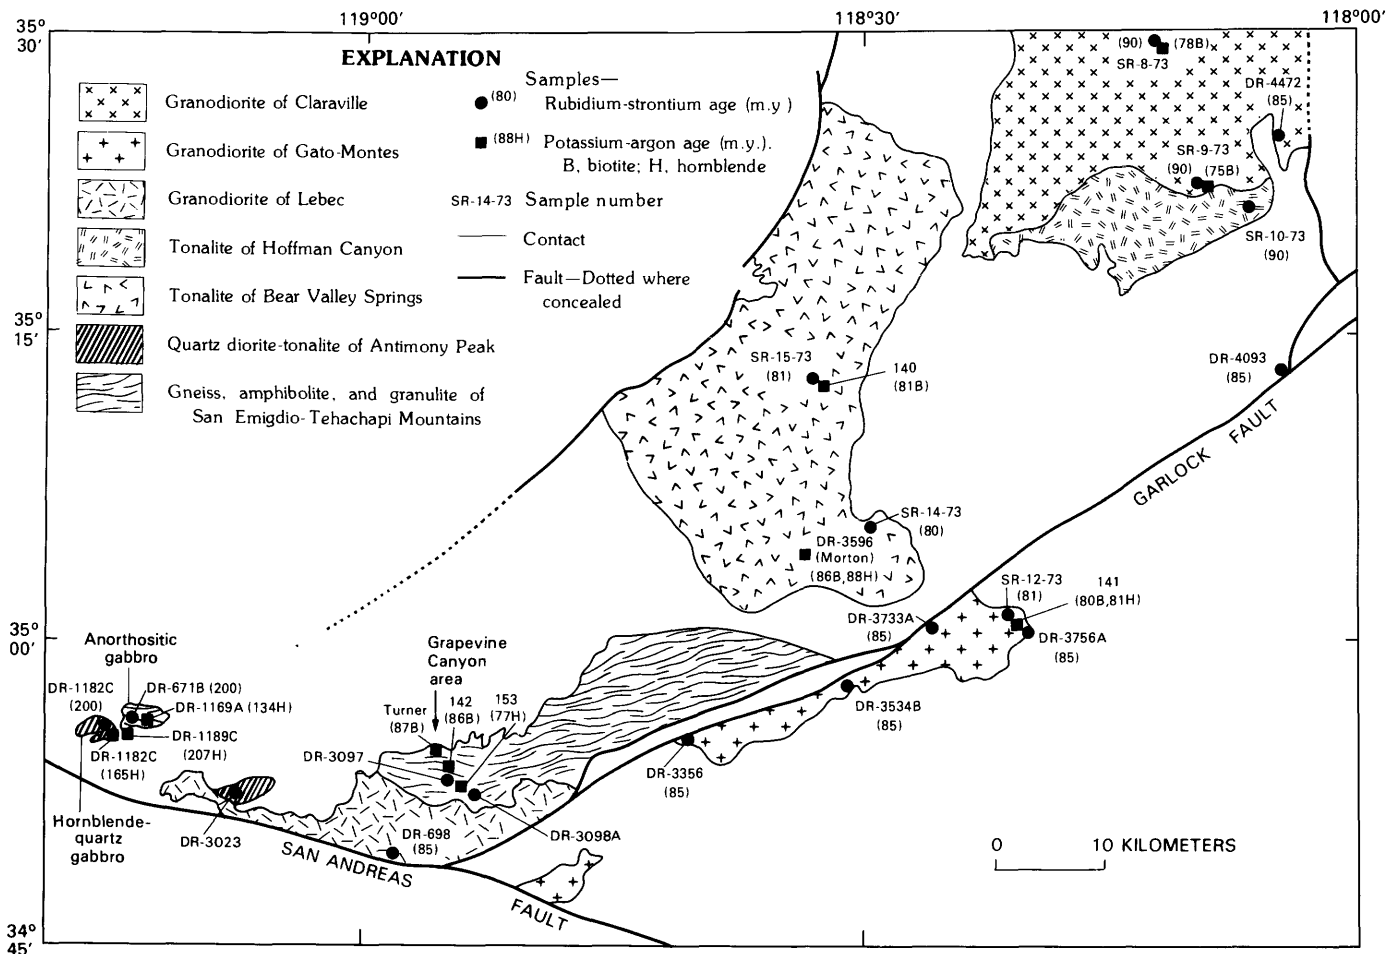 119°00′
118°30′
118°00′
35°
30′
EXPLANATION
Granodiorite of Claraville
Granodiorite of Gato-Montes
Granodiorite of Lebec
Tonalite of Hoffman Canyon
Tonalite of Bear Valley Springs
Quartz diorite-tonalite of Antimony Peak
Gneiss, amphibolite, and granulite of
San Emigdio-Tehachapi Mountains
Samples—
(80)
Rubidium-strontium age (m.y.)
(88H)
Potassium-argon age (m.y.).
B, biotite; H, hornblende
SR-14-73 Sample number
Contact
Fault—Dotted where
concealed
(90)
(78B)
SR-8-73
DR-4472
(85)
SR-9-73
(90)
(75B)
SR-10-73
(90)
35°
15′
SR-15-73
(81)
140
(81B)
DR-4093
(85)
GARLOCK FAULT
SR-14-73
(80)
DR-3596
(Morton)
(86B,88H)
SR-12-73
(81)
141
(80B,81H)
DR-3733A
(85)
DR-3756A
(85)
35°
00′
Anorthositic
gabbro
Grapevine
Canyon
area
DR-1182C
(200)
DR-671B (200)
DR-1169A (134H)
DR-1189C
(207H)
DR-1182C
(165H)
Turner
(87B)
142
(86B)
153
(77H)
DR-3097
DR-3534B
(85)
DR-3356
(85)
Hornblende-
quartz
gabbro
DR-3023
DR-698
(85)
DR-3098A
SAN ANDREAS
FAULT
0 10 KILOMETERS
34°
45′